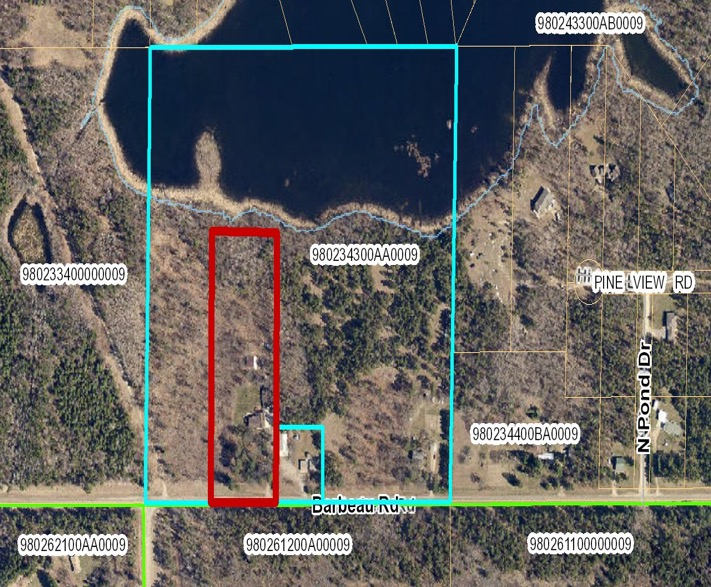 980243300AB0009
980234300AA0009
980233400000009
PINE VIEW RD
N Pond Dr
980234400BA0009
Barbeau Rd
980262100AA0009
980261200A00009
980261100000009